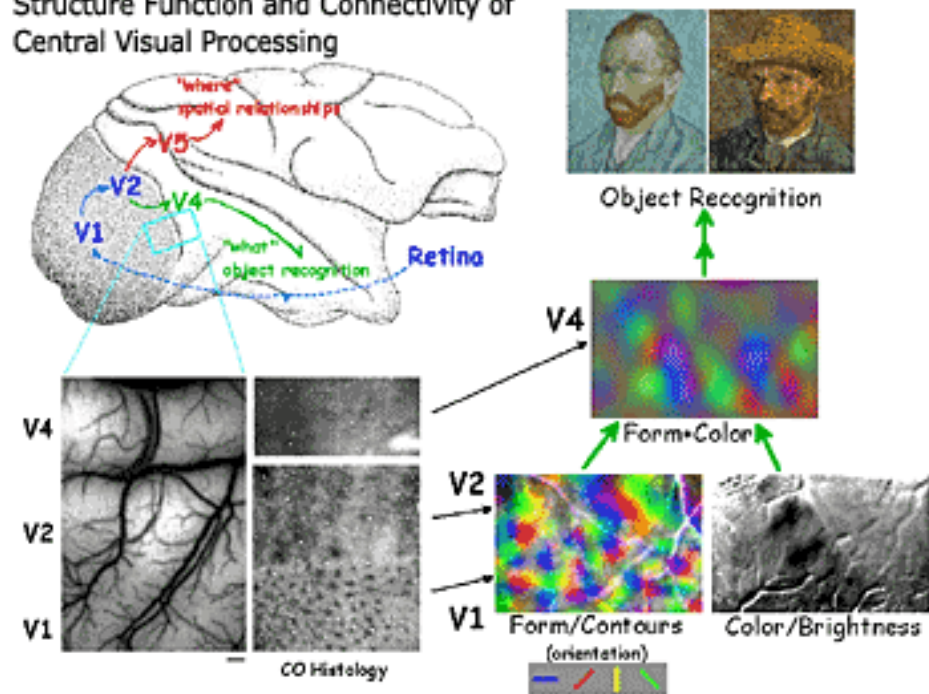 Structure Function and Connectivity of
Central Visual Processing
"where"
spatial relationships
V5
V2
V4
V1
"what"
object recognition
Retina
Object Recognition
V4
Form+Color
V4
V2
V1
CO Histology
V2
V1
Form/Contours
(orientation)
Color/Brightness